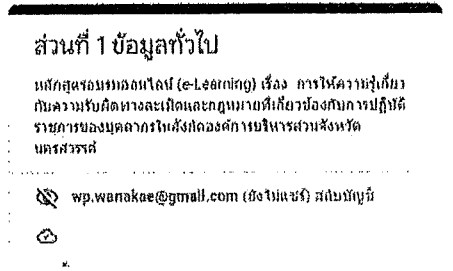 ส่วนที่ 1 ข้อมูลทั่วไป
หลักสูตรอบรมออนไลน์ (e-Learning) เรื่อง การให้ความรู้เกี่ยว
กับความรับผิดทางละเมิดและกฎหมายที่เกี่ยวข้องกับการปฏิบัติ
ราชการของบุคลากรในสังกัดองค์การบริหารส่วนจังหวัด
นครสวรรค์
wp.wanakae@gmail.com (ยังไม่แชร์) สลับบัญชี